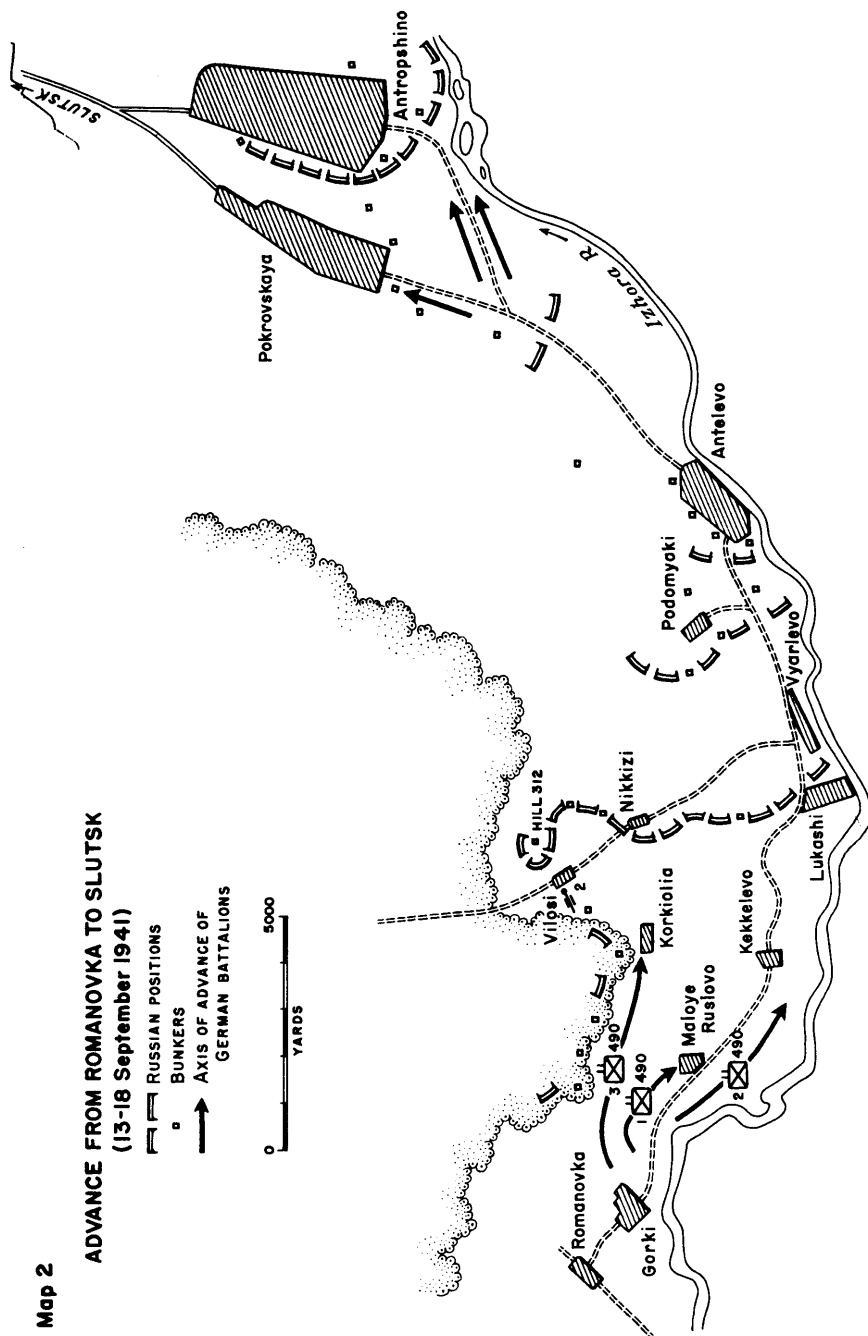 Map 2
ADVANCE FROM ROMANOVKA TO SLUTSK
(13-18 September 1941)
RUSSIAN POSITIONS
BUNKERS
AXIS OF ADVANCE OF
GERMAN BATTALIONS
0
5000
YARDS
Romanovka
Gorki
3
490
1
490
2
490
Maloye
Ruslovo
Korkiolia
Kekkelevo
Vilosi
2
HILL 312
Nikkizi
Lukashi
Vyarlevo
Podomyaki
Antelevo
Izhora R
Pokrovskaya
Antropshino
SLUTSK